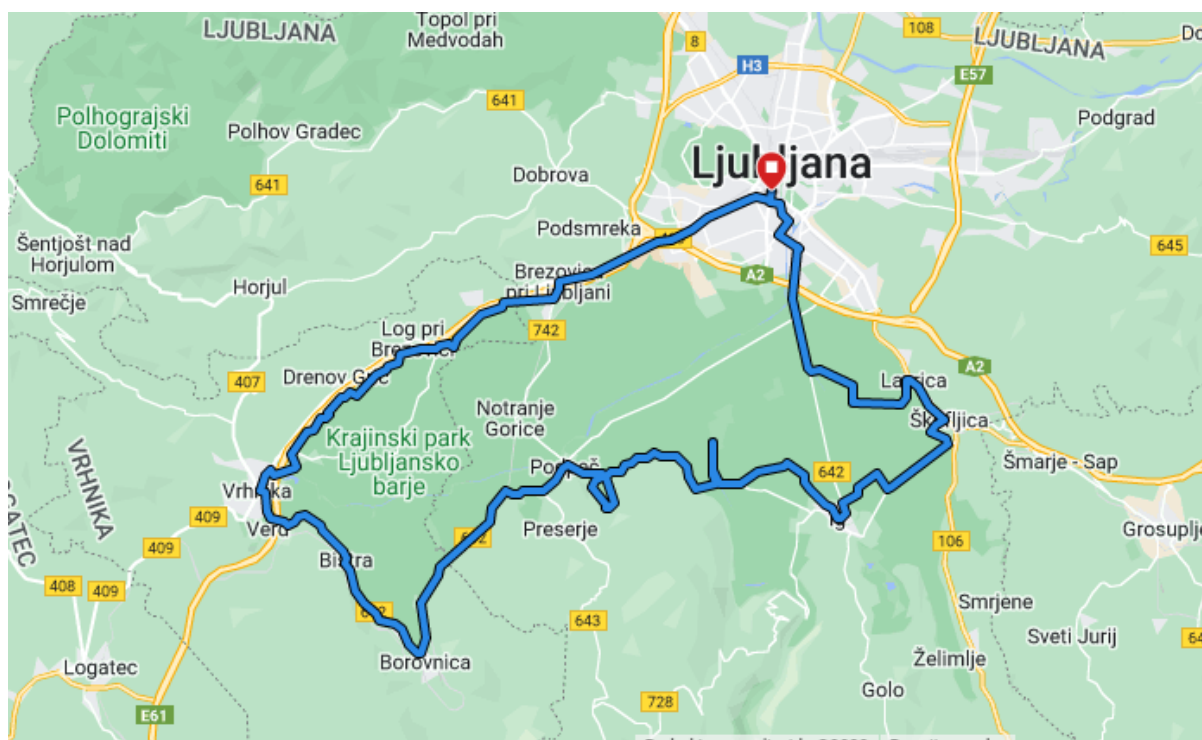 Topol pri
Medvodah
LJUBLJANA
8
108
LJUBLJANA
H3
E57
641
Polhograjski
Dolomiti
Polhov Gradec
Podgrad
Ljubljana
641
Dobrova
Podsmreka
645
Šentjošt nad
Horjulom
Smrečje
Horjul
A2
Brezovica
pri Ljubljani
742
Log pri
Brezovici
Drenov Grič
407
Lavrica
A2
Škofljica
Notranje
Gorice
Krajinski park
Ljubljansko
barje
VRHNIKA
Podpeč
642
Šmarje - Sap
Vrhnika
409
Verd
Preserje
Ig
Grosuplje
409
106
Bistra
408
409
643
Smrjene
Sveti Jurij
Borovnica
Logatec
Želimlje
Golo
728
E61